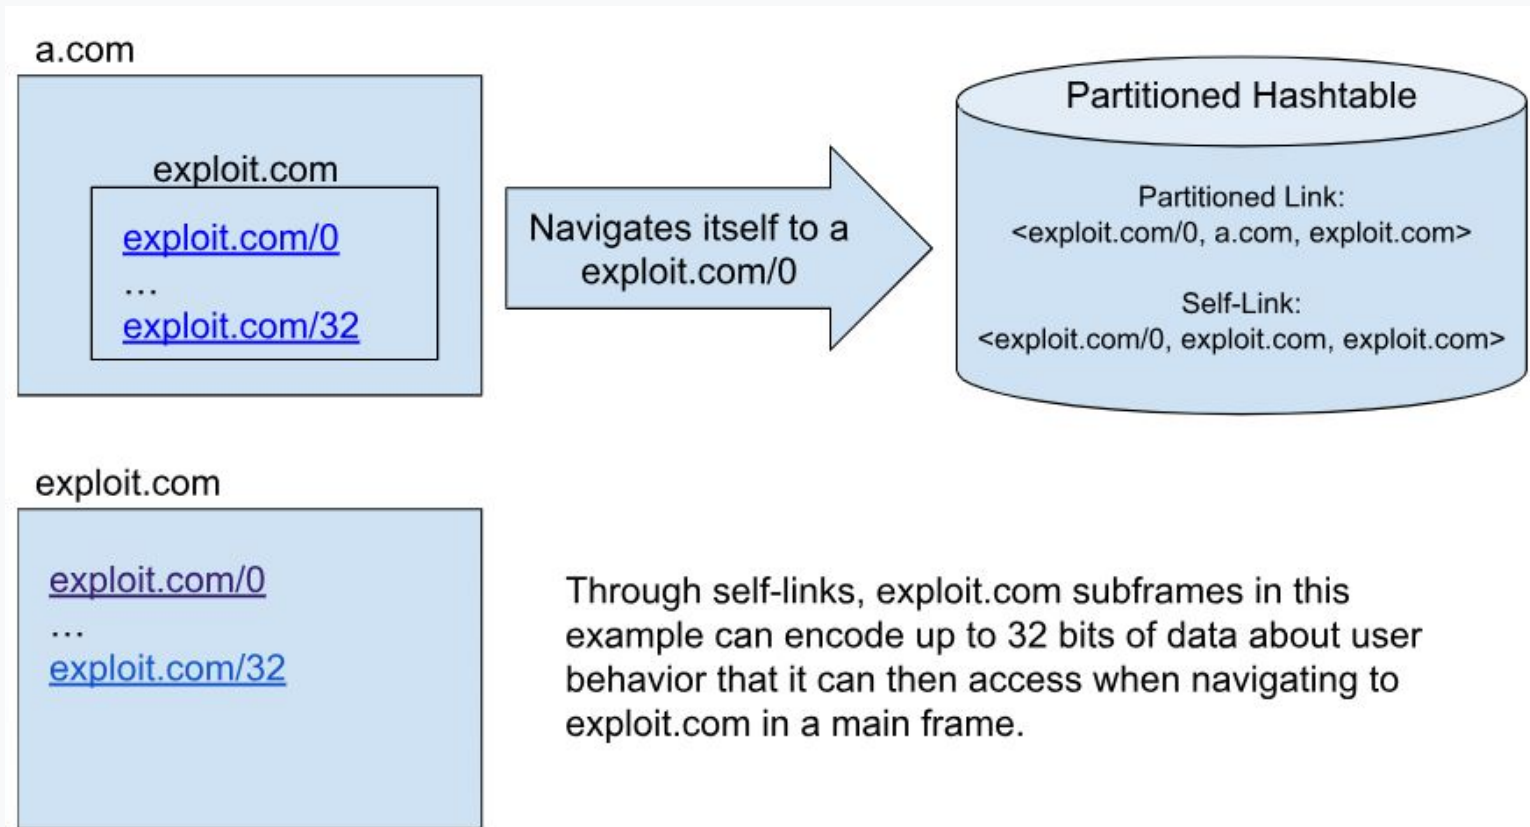 a.com
exploit.com
exploit.com/0
...
exploit.com/32
Navigates itself to a
exploit.com/0
Partitioned Hashtable
Partitioned Link:
<exploit.com/0, a.com, exploit.com>
Self-Link:
<exploit.com/0, exploit.com, exploit.com>
exploit.com
exploit.com/0
...
exploit.com/32
Through self-links, exploit.com subframes in this
example can encode up to 32 bits of data about user
behavior that it can then access when navigating to
exploit.com in a main frame.